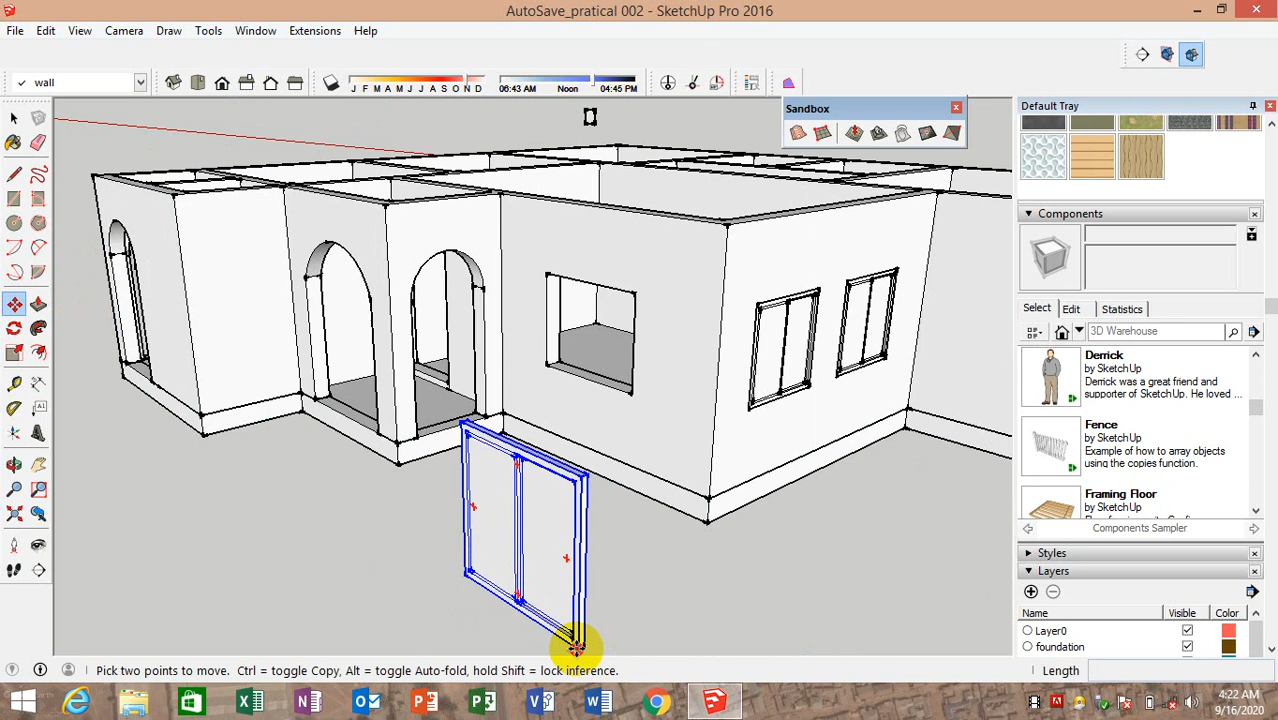 AutoSave_pratical 002 - SketchUp Pro 2016
File Edit View Camera Draw Tools Window Extensions Help
wall
J F M A M J J A S O N D
06:43 AM Noon 04:45 PM
Sandbox
Default Tray
Components
Select Edit Statistics
3D Warehouse
Derrick
by SketchUp
Derrick was a great friend and
supporter of SketchUp. He loved ...
Fence
by SketchUp
Example of how to array objects
using the copies function.
Framing Floor
by SketchUp
Components Sampler
Styles
Layers
Name Visible Color
Layer0
foundation
Pick two points to move. Ctrl = toggle Copy, Alt = toggle Auto-fold, hold Shift = lock inference.
Length
4:22 AM
9/16/2020